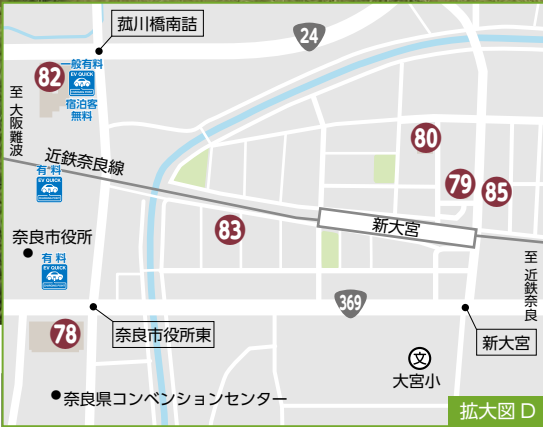 菰川橋南詰
24
82
一般有料
EV QUICK
宿泊客
無料
至 大阪難波
近鉄奈良線
有料
EV QUICK
80
79
85
83
新大宮
奈良市役所
有料
EV QUICK
至 近鉄奈良
369
78
奈良市役所東
新大宮
文
大宮小
奈良県コンベンションセンター
拡大図 D